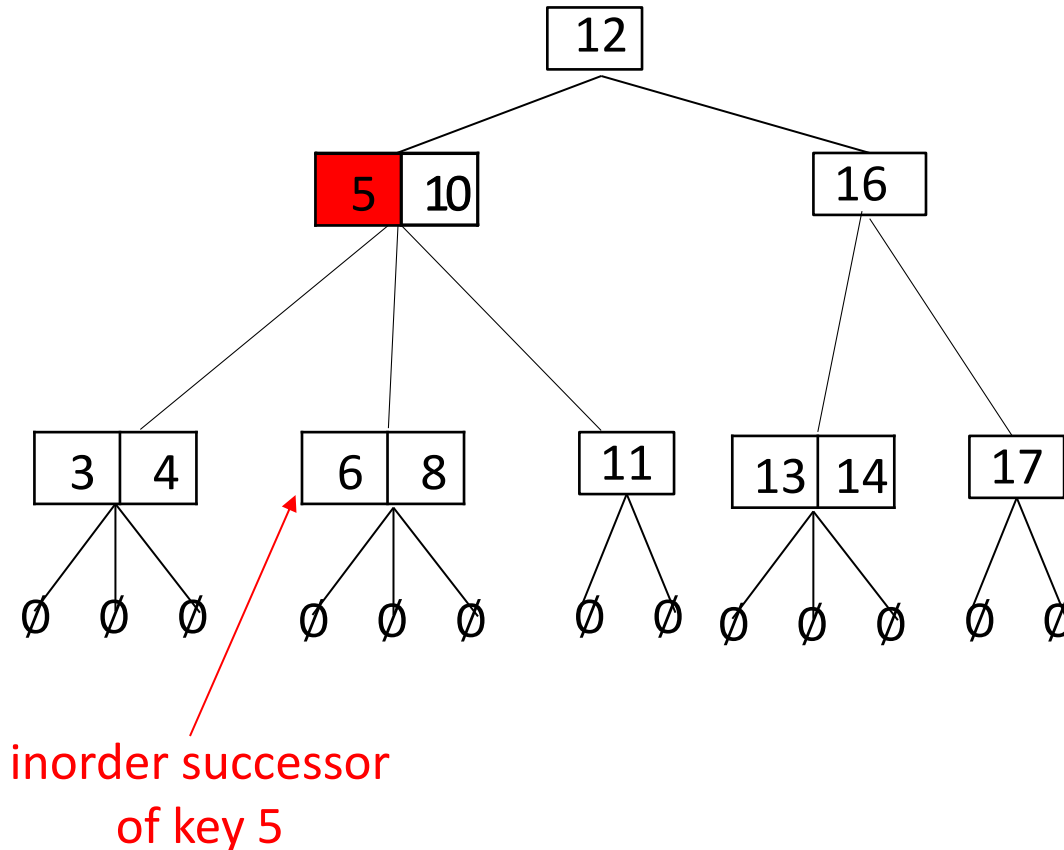 12
5 10 16
3 4 6 8 11 13 14 17
Ø Ø Ø Ø Ø Ø Ø Ø Ø Ø Ø Ø Ø
inorder successor
of key 5